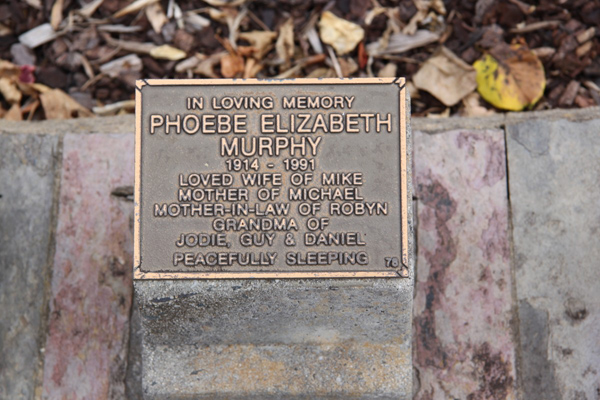 IN LOVING MEMORY
PHOEBE ELIZABETH
MURPHY
1914 - 1991
LOVED WIFE OF MIKE
MOTHER OF MICHAEL
MOTHER-IN-LAW OF ROBYN
GRANDMA OF
JODIE, GUY & DANIEL
PEACEFULLY SLEEPING